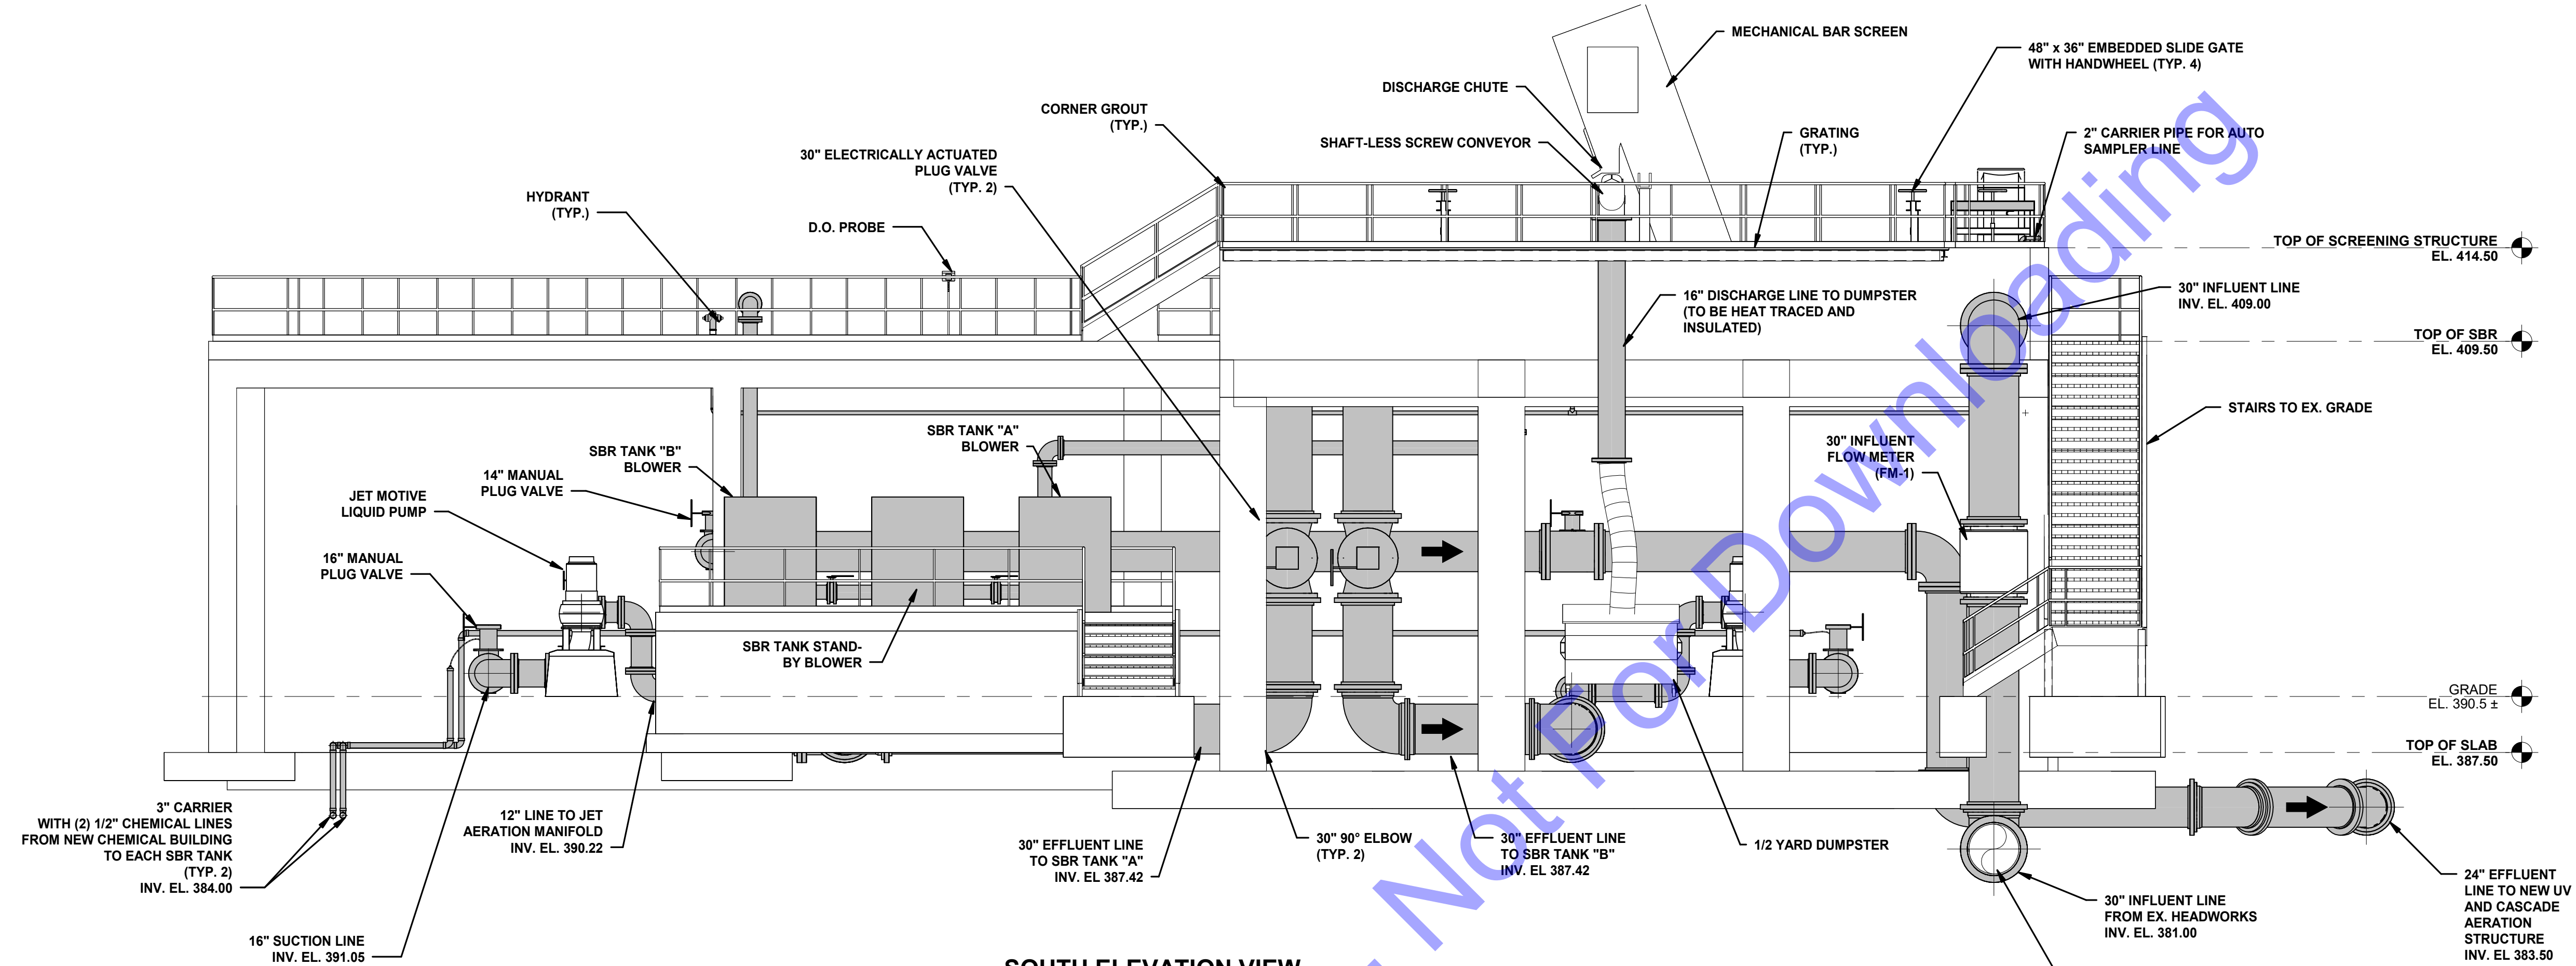 MECHANICAL BAR SCREEN
48" x 36" EMBEDDED SLIDE GATE
WITH HANDWHEEL (TYP. 4)
DISCHARGE CHUTE
CORNER GROUT
(TYP.)
SHAFT-LESS SCREW CONVEYOR
GRATING
(TYP.)
2" CARRIER PIPE FOR AUTO
SAMPLER LINE
30" ELECTRICALLY ACTUATED
PLUG VALVE
(TYP. 2)
HYDRANT
(TYP.)
D.O. PROBE
TOP OF SCREENING STRUCTURE
EL. 414.50
16" DISCHARGE LINE TO DUMPSTER
(TO BE HEAT TRACED AND
INSULATED)
30" INFLUENT LINE
INV. EL. 409.00
TOP OF SBR
EL. 409.50
STAIRS TO EX. GRADE
SBR TANK "A"
BLOWER
30" INFLUENT
FLOW METER
(FM-1)
SBR TANK "B"
BLOWER
14" MANUAL
PLUG VALVE
JET MOTIVE
LIQUID PUMP
16" MANUAL
PLUG VALVE
SBR TANK STAND-
BY BLOWER
GRADE
EL. 390.5 ±
TOP OF SLAB
EL. 387.50
3" CARRIER
WITH (2) 1/2" CHEMICAL LINES
FROM NEW CHEMICAL BUILDING
TO EACH SBR TANK
(TYP. 2)
INV. EL. 384.00
12" LINE TO JET
AERATION MANIFOLD
INV. EL. 390.22
30" EFFLUENT LINE
TO SBR TANK "A"
INV. EL 387.42
30" 90° ELBOW
(TYP. 2)
30" EFFLUENT LINE
TO SBR TANK "B"
INV. EL 387.42
1/2 YARD DUMPSTER
30" INFLUENT LINE
FROM EX. HEADWORKS
INV. EL. 381.00
24" EFFLUENT
LINE TO NEW UV
AND CASCADE
AERATION
STRUCTURE
INV. EL 383.50
16" SUCTION LINE
INV. EL. 391.05
SOUTH ELEVATION VIEW
Not For Downloading